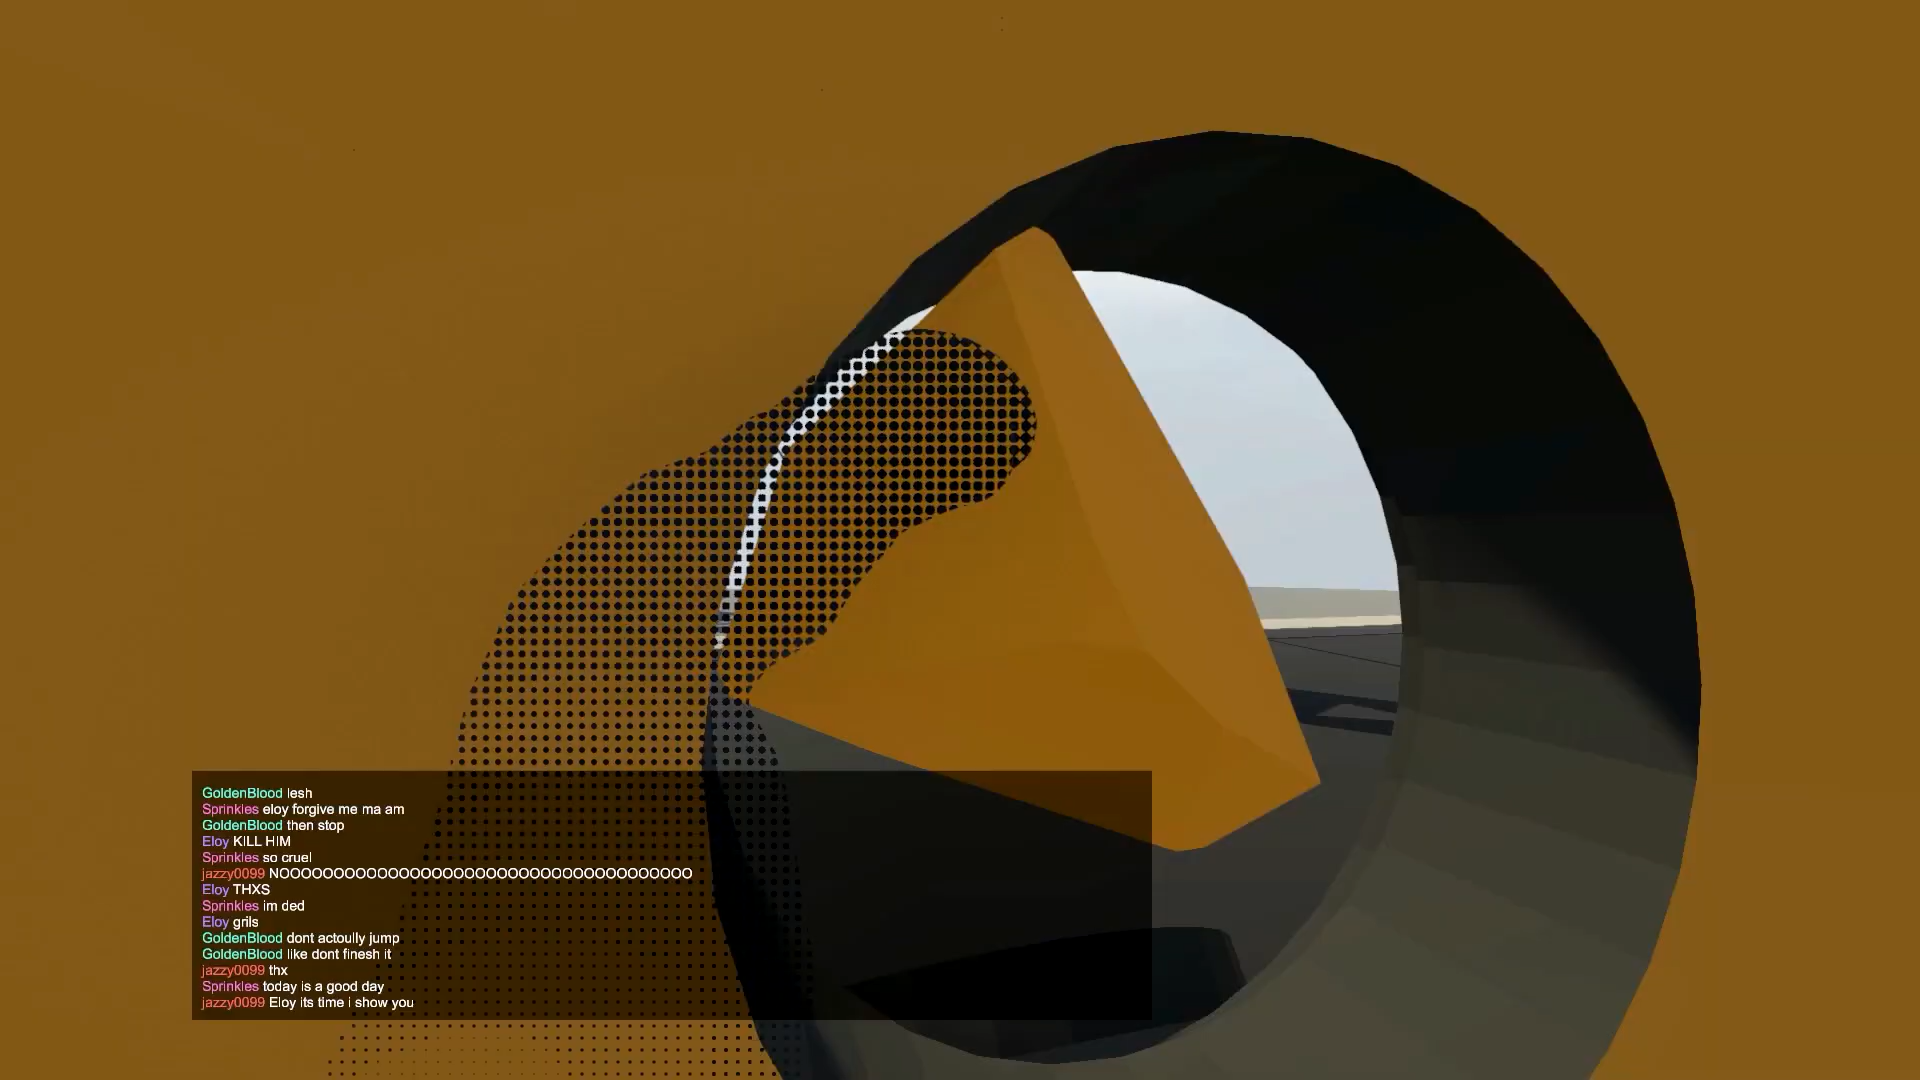 GoldenBlood lesh
Sprinkles eloy forgive me ma am
GoldenBlood then stop
Eloy KILL HIM
Sprinkles so cruel
jazzy0099 NOOOOOOOOOOOOOOOOOOOOOOOOOOOOOOOOOOOOOO
Eloy THXS
Sprinkles im ded
Eloy grils
GoldenBlood dont actoully jump
GoldenBlood like dont finesh it
jazzy0099 thx
Sprinkles today is a good day
jazzy0099 Eloy its time i show you